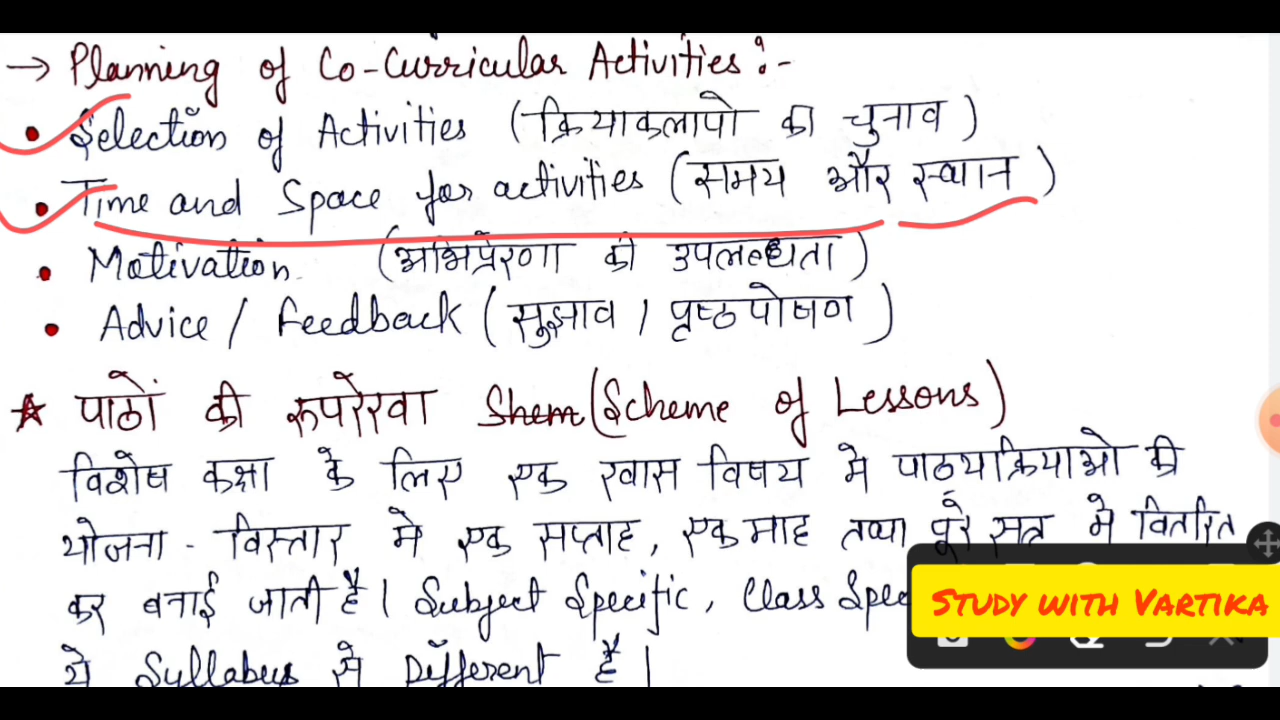 → Planning of Co-Curricular Activities :-
• Selection of Activities (क्रियाकलापो का चुनाव)
• Time and Space for activities (समय और स्थान)
• Motivation (अभिप्रेरणा की उपलब्धता)
• Advice / Feedback (सुझाव / पृष्ठपोषण)
★ पाठों की रुपरेखा Shem (Scheme of Lessons)
विशेष कक्षा के लिए एक खास विषय मे पाठयक्रियाओ की
योजना - विस्तार मे एक सप्ताह, एक माह तथा पूरे सत्र मे वितरित
कर बनाई जाती है। Subject Specific, Class Spec
STUDY WITH VARTIKA
ये Syllabus से Different है।